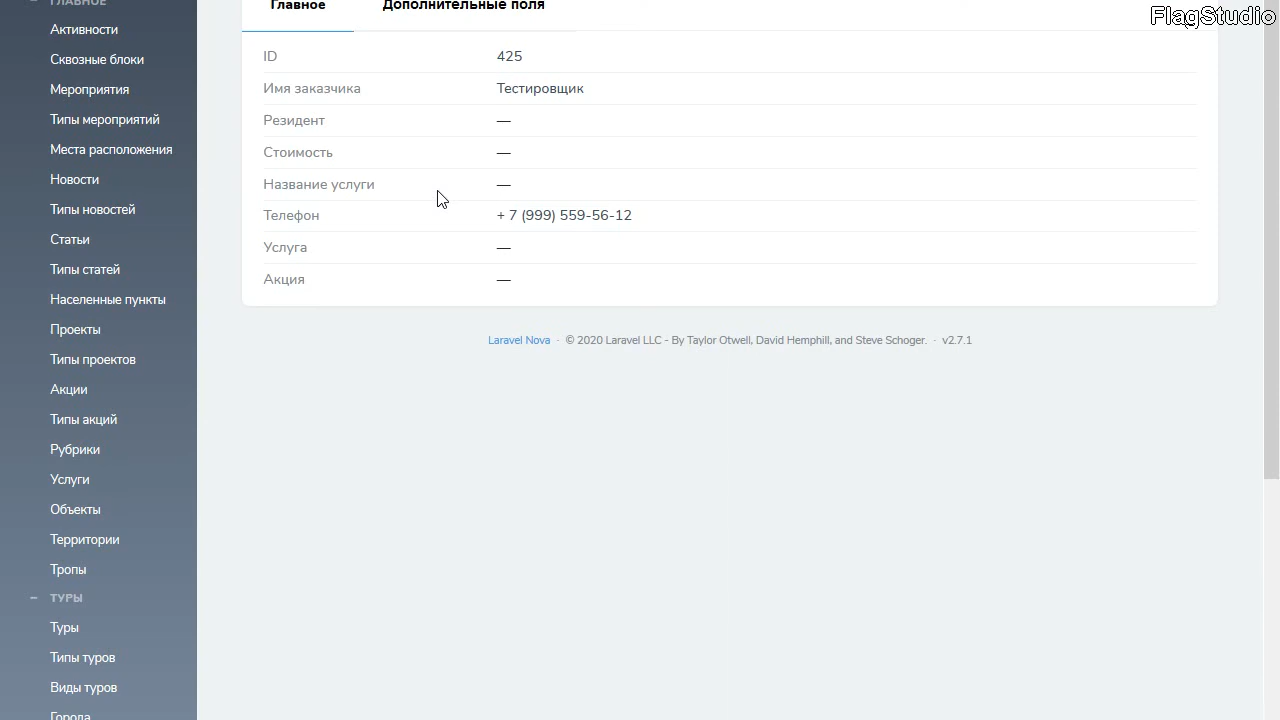 ГЛАВНОЕ
Активности
Сквозные блоки
Мероприятия
Типы мероприятий
Места расположения
Новости
Типы новостей
Статьи
Типы статей
Населенные пункты
Проекты
Типы проектов
Акции
Типы акций
Рубрики
Услуги
Объекты
Территории
Тропы
ТУРЫ
Туры
Типы туров
Виды туров
Города
Главное Дополнительные поля
FlagStudio
ID 425
Имя заказчика Тестировщик
Резидент —
Стоимость —
Название услуги —
Телефон + 7 (999) 559-56-12
Услуга —
Акция —
Laravel Nova · © 2020 Laravel LLC - By Taylor Otwell, David Hemphill, and Steve Schoger. · v2.7.1